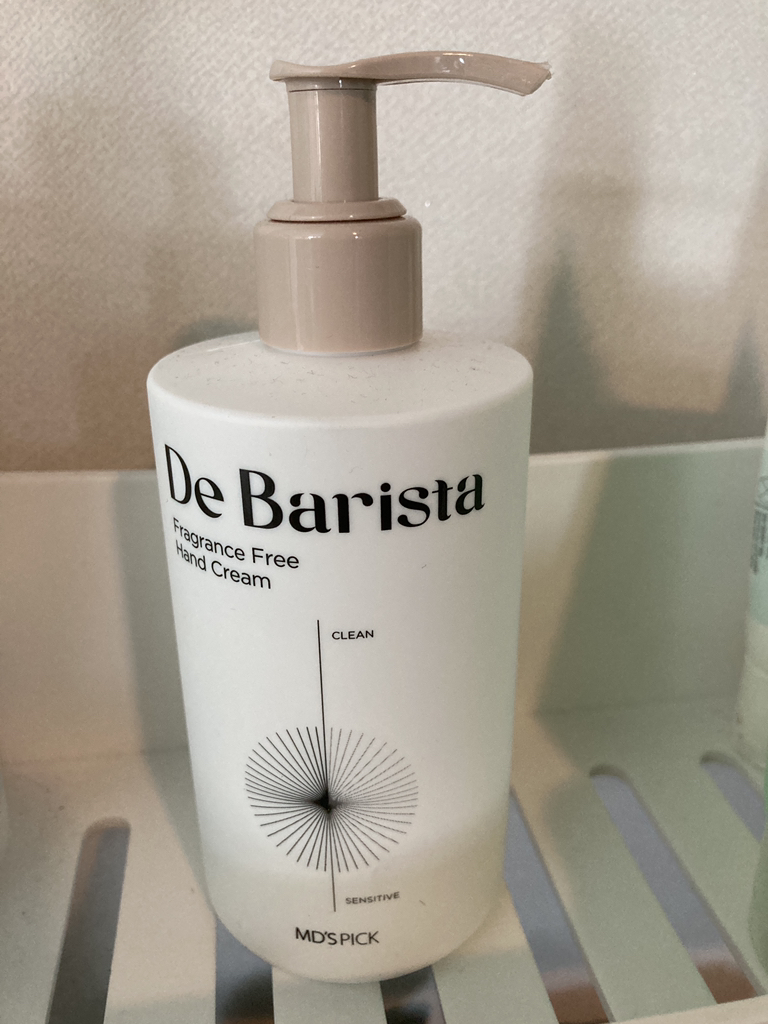 De Barista
Fragrance Free
Hand Cream
CLEAN
SENSITIVE
MD'S PICK